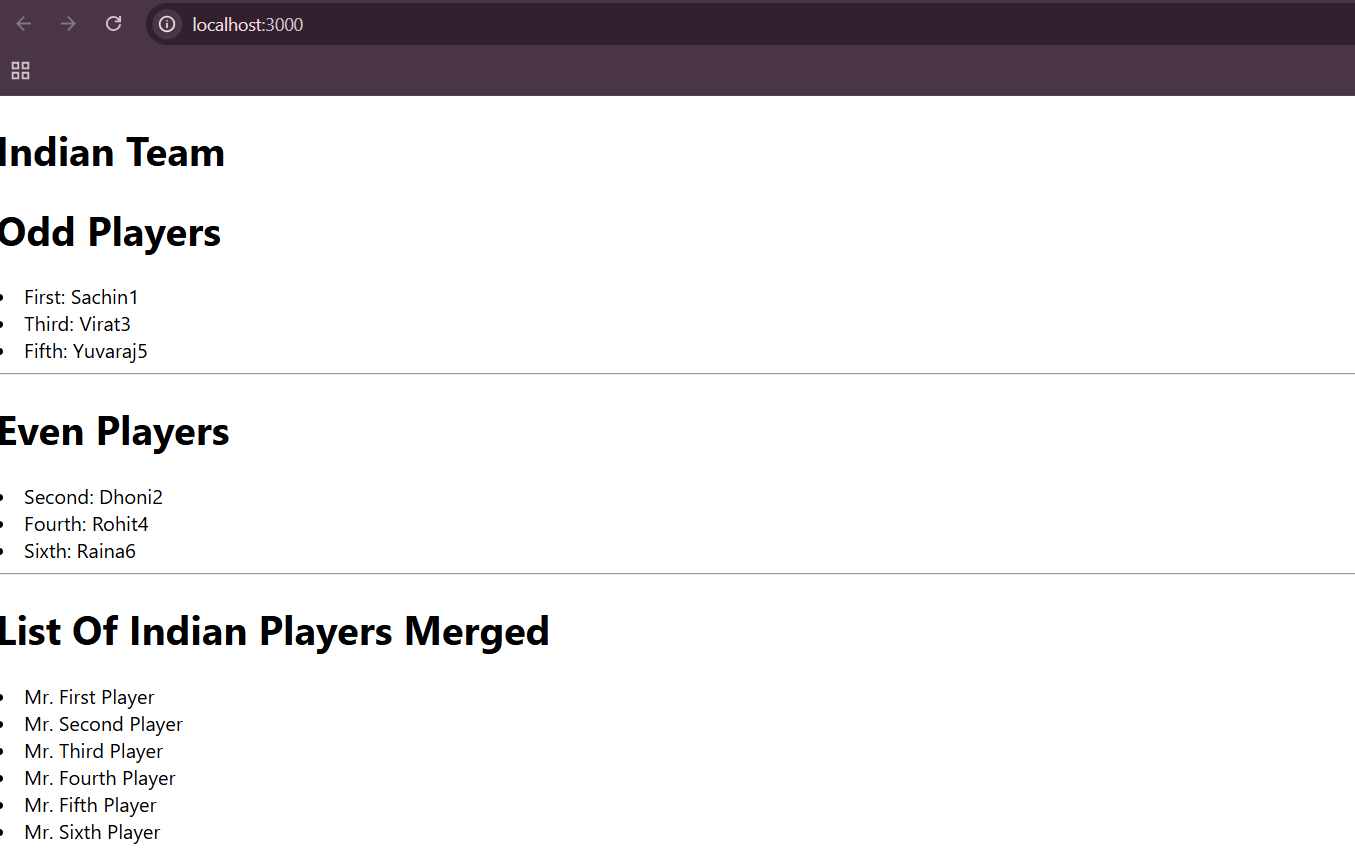 localhost:3000
Indian Team
Odd Players
First: Sachin1
Third: Virat3
Fifth: Yuvaraj5
Even Players
Second: Dhoni2
Fourth: Rohit4
Sixth: Raina6
List Of Indian Players Merged
Mr. First Player
Mr. Second Player
Mr. Third Player
Mr. Fourth Player
Mr. Fifth Player
Mr. Sixth Player